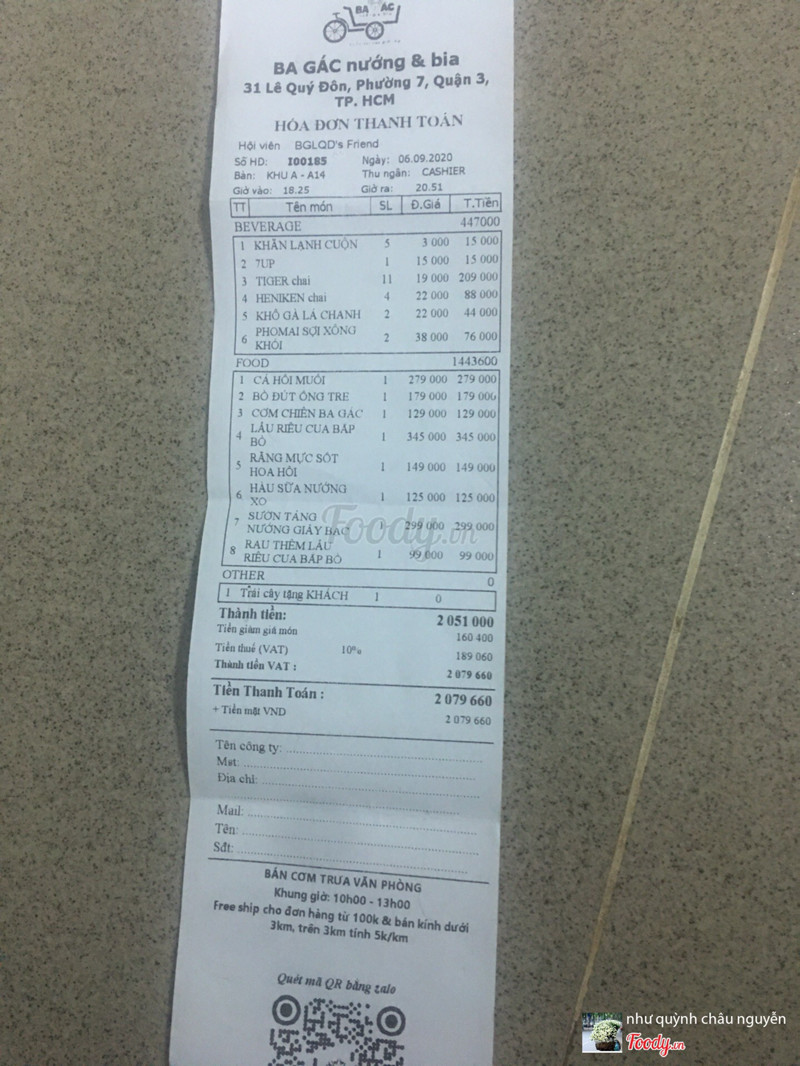 BA GÁC
BA GÁC nướng & bia
31 Lê Quý Đôn, Phường 7, Quận 3,
TP. HCM
HÓA ĐƠN THANH TOÁN
Hội viên BGLQD's Friend
Số HD: I00185 Ngày: 06.09.2020
Bàn: KHU A - A14 Thu ngân: CASHIER
Giờ vào: 18.25 Giờ ra: 20.51
TT Tên món SL Đ.Giá T.Tiền
BEVERAGE 447000
1 KHĂN LẠNH CUỘN 5 3 000 15 000
2 7UP 1 15 000 15 000
3 TIGER chai 11 19 000 209 000
4 HENIKEN chai 4 22 000 88 000
5 KHÔ GÀ LÁ CHANH 2 22 000 44 000
6 PHOMAI SỢI XÔNG
KHÓI 2 38 000 76 000
FOOD 1443600
1 CÁ HỒI MUỐI 1 279 000 279 000
2 BÒ ĐÚT ỐNG TRE 1 179 000 179 000
3 CƠM CHIÊN BA GÁC 1 129 000 129 000
4 LẨU RIÊU CUA BẮP
BÒ 1 345 000 345 000
5 RĂNG MỰC SỐT
HOA HỒI 1 149 000 149 000
6 HÀU SỮA NƯỚNG
XO 1 125 000 125 000
7 SƯỜN TẢNG
NƯỚNG GIẤY BẠC 1 299 000 299 000
8 RAU THÊM LẨU
RIÊU CUA BẮP BÒ 1 99 000 99 000
OTHER 0
1 Trái cây tặng KHÁCH 1 0
Thành tiền: 2 051 000
Tiền giảm giá món 160 400
Tiền thuế (VAT) 10% 189 060
Thành tiền VAT : 2 079 660
Tiền Thanh Toán : 2 079 660
+ Tiền mặt VND 2 079 660
Tên công ty:
Mst:
Địa chỉ:
Mail:
Tên:
Sđt:
BÁN CƠM TRƯA VĂN PHÒNG
Khung giờ: 10h00 - 13h00
Free ship cho đơn hàng từ 100k & bán kính dưới
3km, trên 3km tính 5k/km
Quét mã QR bằng zalo
Foody.vn
như quỳnh châu nguyễn
Foody.vn